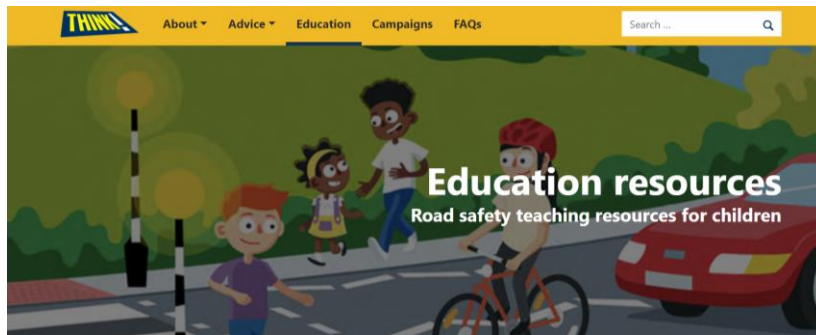 THINK! About Advice Education Campaigns FAQs Search ...
Education resources
Road safety teaching resources for children